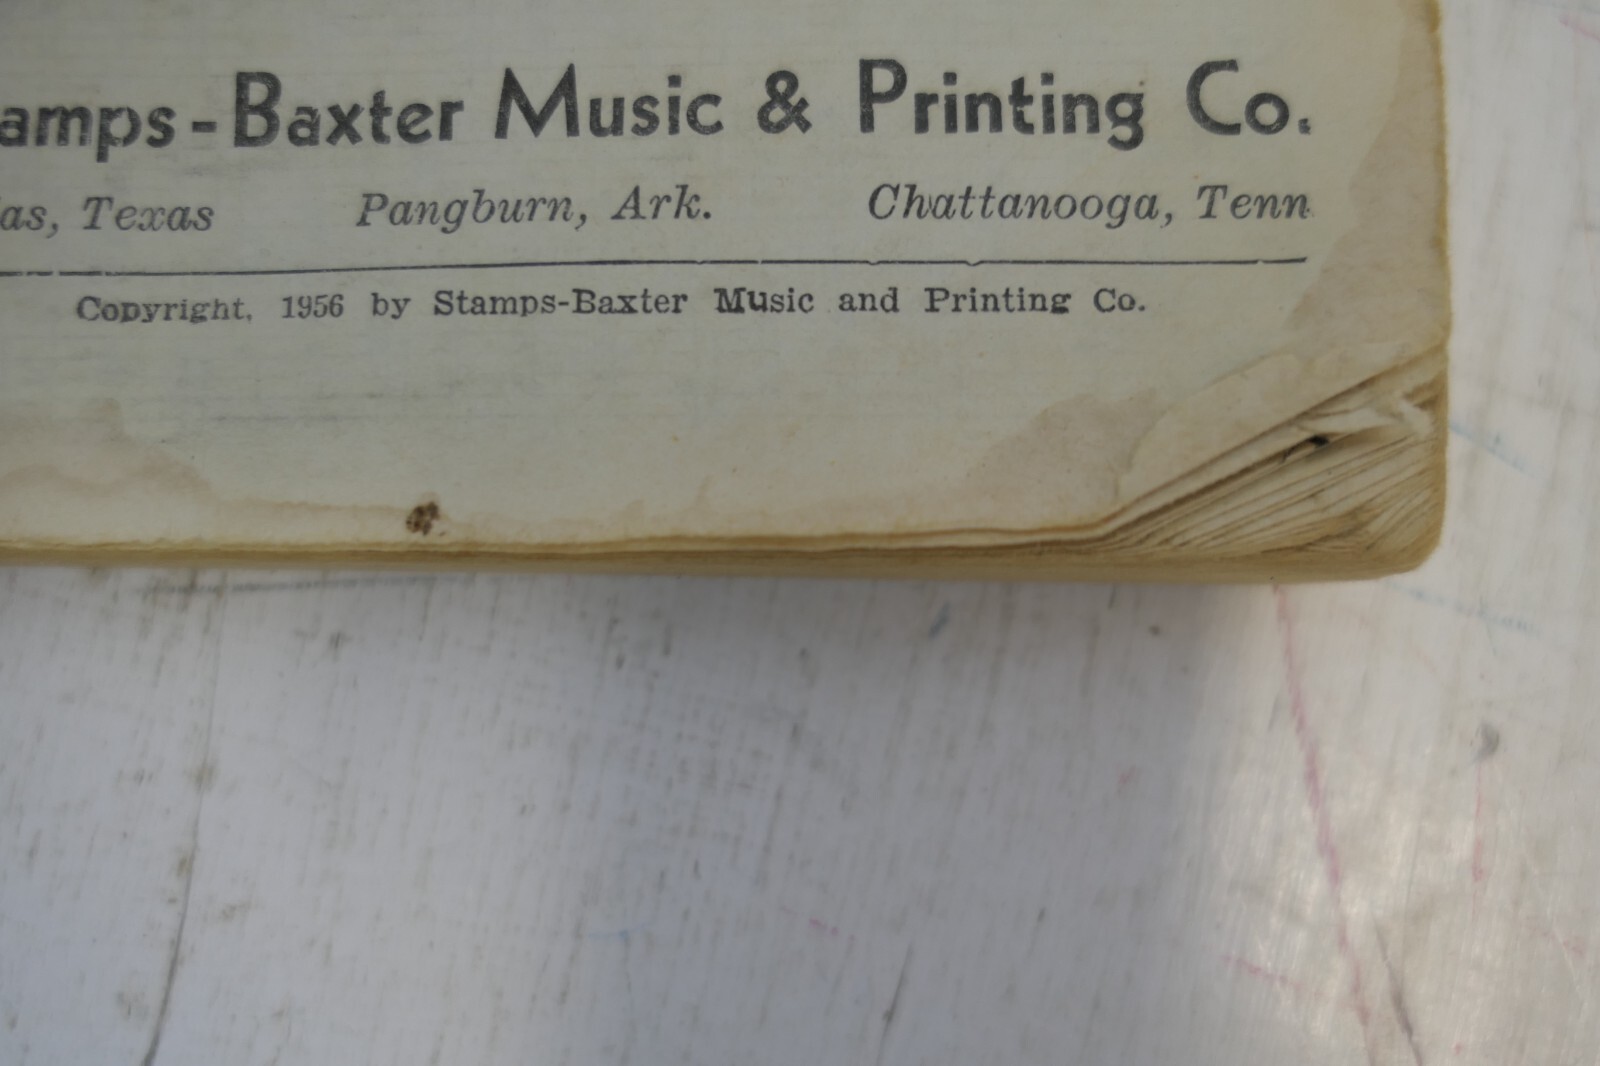 amps-Baxter Music & Printing Co.
as, Texas Pangburn, Ark. Chattanooga, Tenn.
Copyright, 1956 by Stamps-Baxter Music and Printing Co.